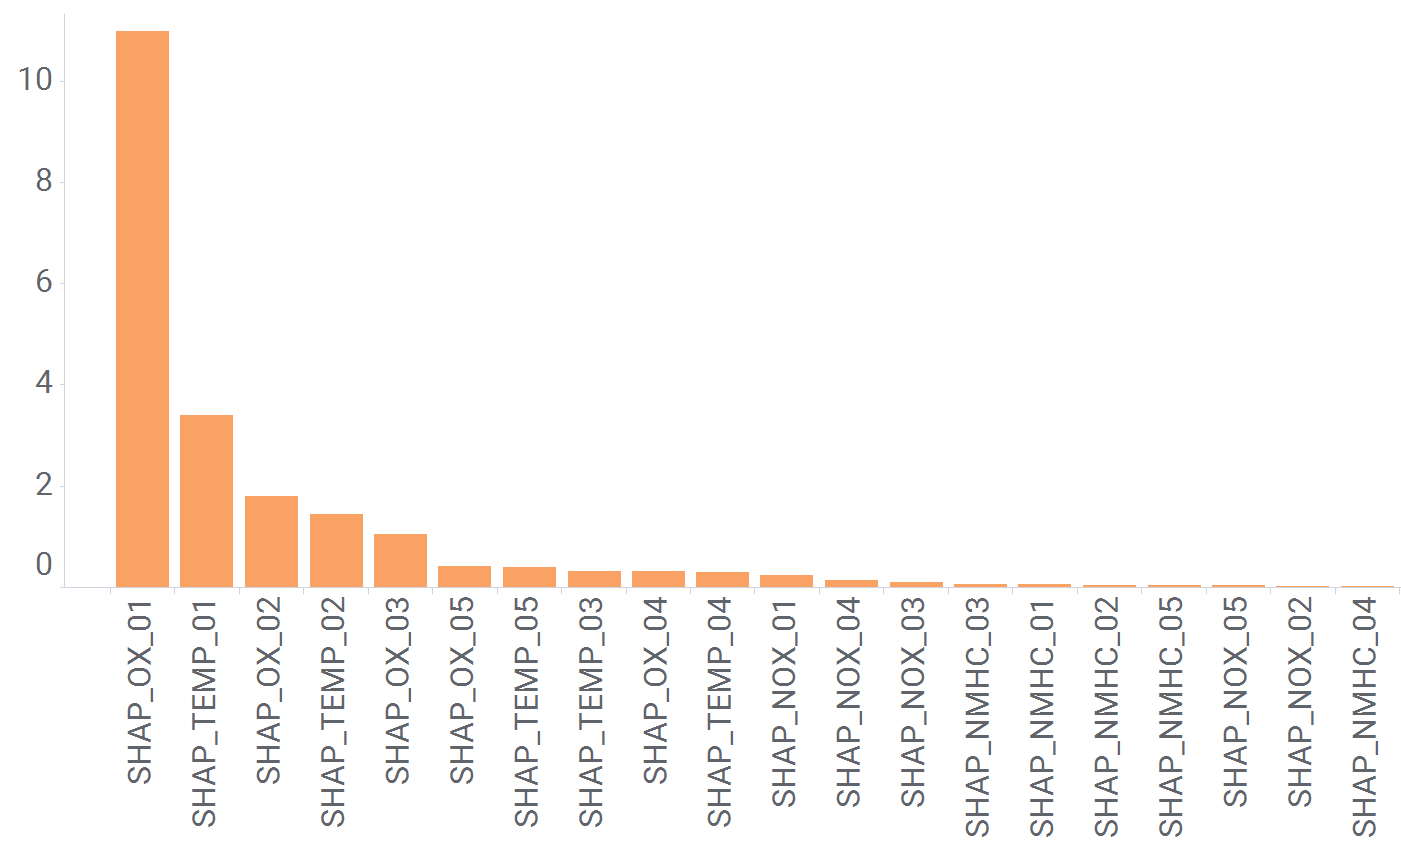 10
8
6
4
2
0
SHAP_OX_01
SHAP_TEMP_01
SHAP_OX_02
SHAP_TEMP_02
SHAP_OX_03
SHAP_OX_05
SHAP_TEMP_05
SHAP_TEMP_03
SHAP_OX_04
SHAP_TEMP_04
SHAP_NOX_01
SHAP_NOX_04
SHAP_NOX_03
SHAP_NMHC_03
SHAP_NMHC_01
SHAP_NMHC_02
SHAP_NMHC_05
SHAP_NOX_05
SHAP_NOX_02
SHAP_NMHC_04